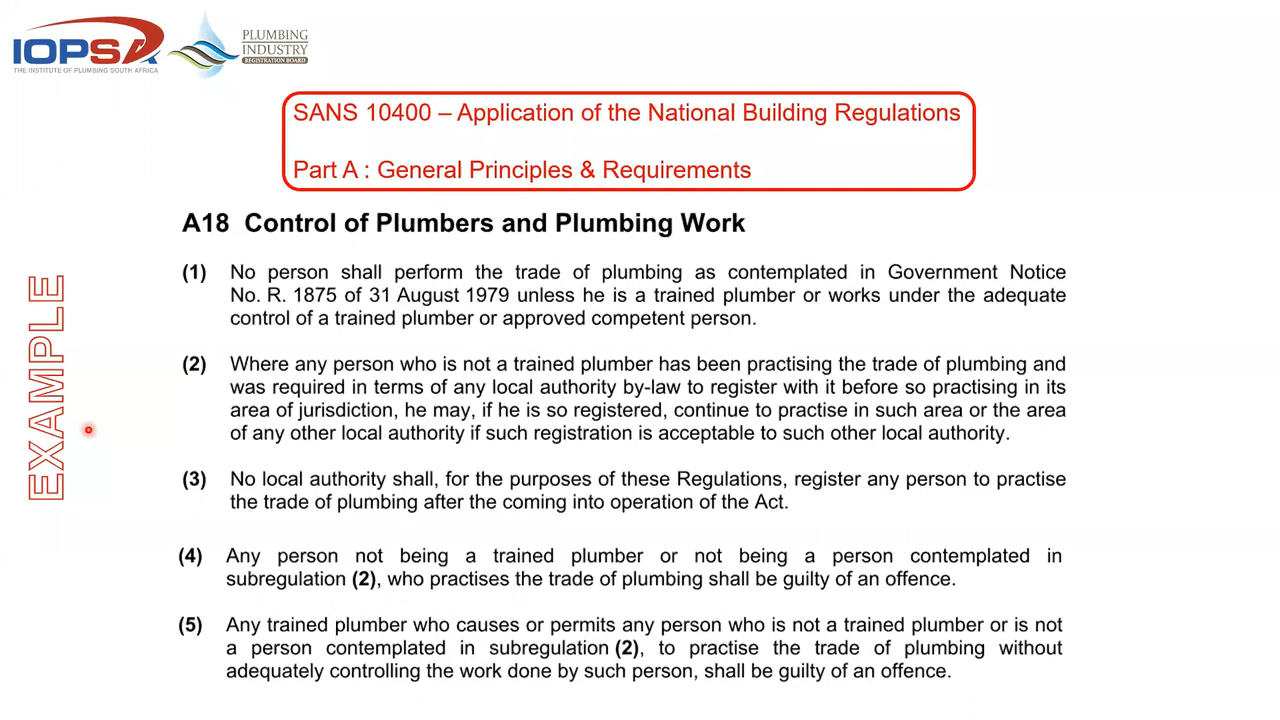 IOPSA
THE INSTITUTE OF PLUMBING SOUTH AFRICA
PLUMBING
INDUSTRY
REGISTRATION BOARD
SANS 10400 – Application of the National Building Regulations
Part A : General Principles & Requirements
A18 Control of Plumbers and Plumbing Work
(1) No person shall perform the trade of plumbing as contemplated in Government Notice
No. R. 1875 of 31 August 1979 unless he is a trained plumber or works under the adequate
control of a trained plumber or approved competent person.
(2) Where any person who is not a trained plumber has been practising the trade of plumbing and
was required in terms of any local authority by-law to register with it before so practising in its
area of jurisdiction, he may, if he is so registered, continue to practise in such area or the area
of any other local authority if such registration is acceptable to such other local authority.
(3) No local authority shall, for the purposes of these Regulations, register any person to practise
the trade of plumbing after the coming into operation of the Act.
(4) Any person not being a trained plumber or not being a person contemplated in
subregulation (2), who practises the trade of plumbing shall be guilty of an offence.
(5) Any trained plumber who causes or permits any person who is not a trained plumber or is not
a person contemplated in subregulation (2), to practise the trade of plumbing without
adequately controlling the work done by such person, shall be guilty of an offence.
EXAMPLE